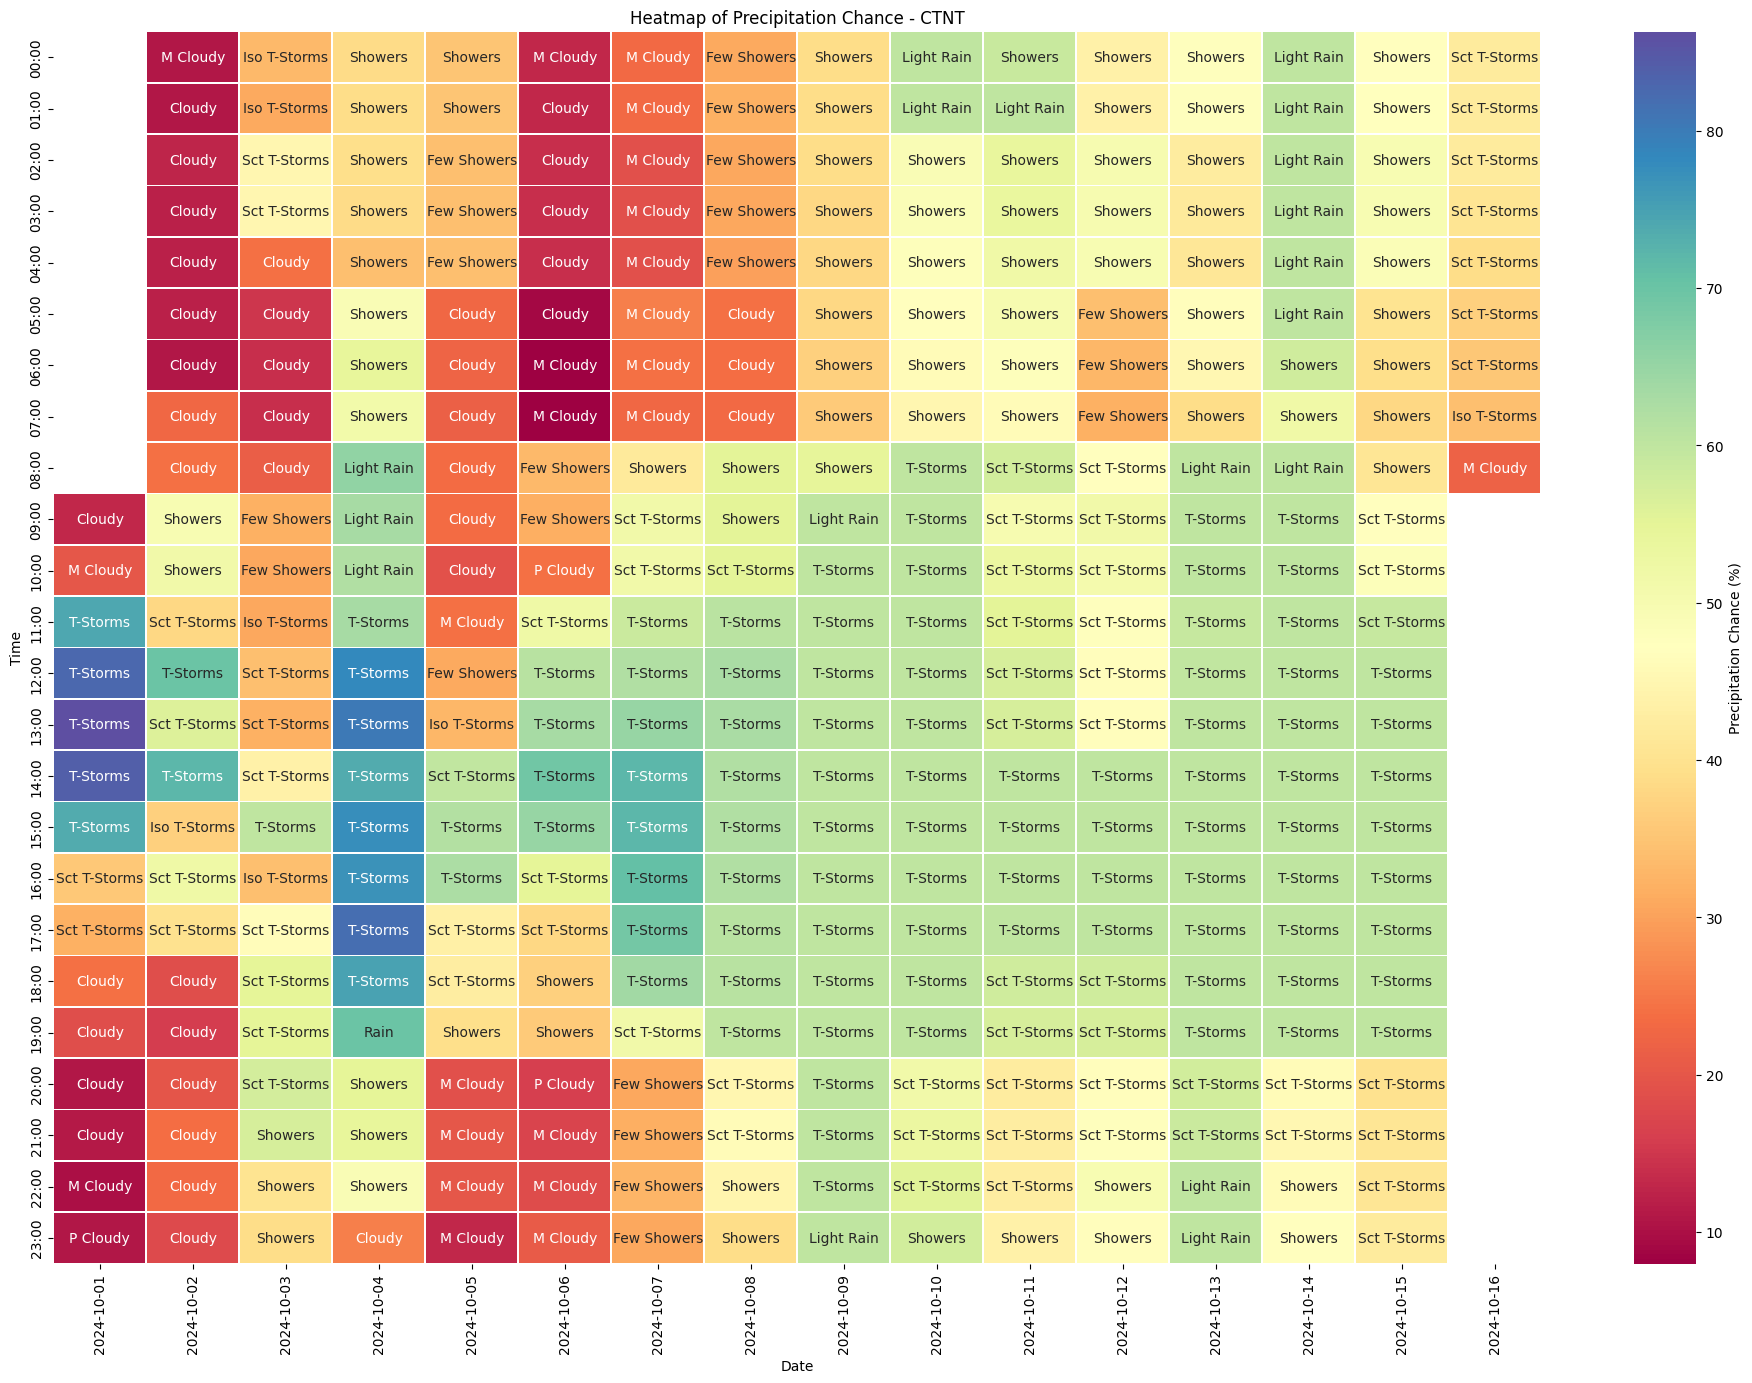 Heatmap of Precipitation Chance - CTNT
00:00 M Cloudy Iso T-Storms Showers Showers M Cloudy M Cloudy Few Showers Showers Light Rain Showers Showers Showers Light Rain Showers Sct T-Storms
01:00 Cloudy Iso T-Storms Showers Showers Cloudy M Cloudy Few Showers Showers Light Rain Light Rain Showers Showers Light Rain Showers Sct T-Storms
02:00 Cloudy Sct T-Storms Showers Few Showers Cloudy M Cloudy Few Showers Showers Showers Showers Showers Showers Light Rain Showers Sct T-Storms
03:00 Cloudy Sct T-Storms Showers Few Showers Cloudy M Cloudy Few Showers Showers Showers Showers Showers Showers Light Rain Showers Sct T-Storms
04:00 Cloudy Cloudy Showers Few Showers Cloudy M Cloudy Few Showers Showers Showers Showers Showers Showers Light Rain Showers Sct T-Storms
05:00 Cloudy Cloudy Showers Cloudy Cloudy M Cloudy Cloudy Showers Showers Showers Few Showers Showers Light Rain Showers Sct T-Storms
06:00 Cloudy Cloudy Showers Cloudy M Cloudy M Cloudy Cloudy Showers Showers Showers Few Showers Showers Showers Showers Sct T-Storms
07:00 Cloudy Cloudy Showers Cloudy M Cloudy M Cloudy Cloudy Showers Showers Showers Few Showers Showers Showers Showers Iso T-Storms
08:00 Cloudy Cloudy Light Rain Cloudy Few Showers Showers Showers Showers T-Storms Sct T-Storms Sct T-Storms Light Rain Light Rain Showers M Cloudy
09:00 Cloudy Showers Few Showers Light Rain Cloudy Few Showers Sct T-Storms Showers Light Rain T-Storms Sct T-Storms Sct T-Storms T-Storms T-Storms Sct T-Storms
10:00 M Cloudy Showers Few Showers Light Rain Cloudy P Cloudy Sct T-Storms Sct T-Storms T-Storms T-Storms Sct T-Storms Sct T-Storms T-Storms T-Storms Sct T-Storms
11:00 T-Storms Sct T-Storms Iso T-Storms T-Storms M Cloudy Sct T-Storms T-Storms T-Storms T-Storms T-Storms Sct T-Storms Sct T-Storms T-Storms T-Storms Sct T-Storms
12:00 T-Storms T-Storms Sct T-Storms T-Storms Few Showers T-Storms T-Storms T-Storms T-Storms T-Storms Sct T-Storms Sct T-Storms T-Storms T-Storms T-Storms
13:00 T-Storms Sct T-Storms Sct T-Storms T-Storms Iso T-Storms T-Storms T-Storms T-Storms T-Storms T-Storms Sct T-Storms Sct T-Storms T-Storms T-Storms T-Storms
14:00 T-Storms T-Storms Sct T-Storms T-Storms Sct T-Storms T-Storms T-Storms T-Storms T-Storms T-Storms T-Storms T-Storms T-Storms T-Storms T-Storms
15:00 T-Storms Iso T-Storms T-Storms T-Storms T-Storms T-Storms T-Storms T-Storms T-Storms T-Storms T-Storms T-Storms T-Storms T-Storms T-Storms
16:00 Sct T-Storms Sct T-Storms Iso T-Storms T-Storms T-Storms Sct T-Storms T-Storms T-Storms T-Storms T-Storms T-Storms T-Storms T-Storms T-Storms T-Storms
17:00 Sct T-Storms Sct T-Storms Sct T-Storms T-Storms Sct T-Storms Sct T-Storms T-Storms T-Storms T-Storms T-Storms T-Storms T-Storms T-Storms T-Storms T-Storms
18:00 Cloudy Cloudy Sct T-Storms T-Storms Sct T-Storms Showers T-Storms T-Storms T-Storms T-Storms Sct T-Storms Sct T-Storms T-Storms T-Storms T-Storms
19:00 Cloudy Cloudy Sct T-Storms Rain Showers Showers Sct T-Storms T-Storms T-Storms T-Storms Sct T-Storms Sct T-Storms T-Storms T-Storms T-Storms
20:00 Cloudy Cloudy Sct T-Storms Showers M Cloudy P Cloudy Few Showers Sct T-Storms T-Storms Sct T-Storms Sct T-Storms Sct T-Storms Sct T-Storms Sct T-Storms Sct T-Storms
21:00 Cloudy Cloudy Showers Showers M Cloudy M Cloudy Few Showers Sct T-Storms T-Storms Sct T-Storms Sct T-Storms Sct T-Storms Sct T-Storms Sct T-Storms Sct T-Storms
22:00 M Cloudy Cloudy Showers Showers M Cloudy M Cloudy Few Showers Showers T-Storms Sct T-Storms Sct T-Storms Showers Light Rain Showers Sct T-Storms
23:00 P Cloudy Cloudy Showers Cloudy M Cloudy M Cloudy Few Showers Showers Light Rain Showers Showers Showers Light Rain Showers Sct T-Storms
Time
2024-10-01 2024-10-02 2024-10-03 2024-10-04 2024-10-05 2024-10-06 2024-10-07 2024-10-08 2024-10-09 2024-10-10 2024-10-11 2024-10-12 2024-10-13 2024-10-14 2024-10-15 2024-10-16
Date
80
70
60
50
40
30
20
10
Precipitation Chance (%)